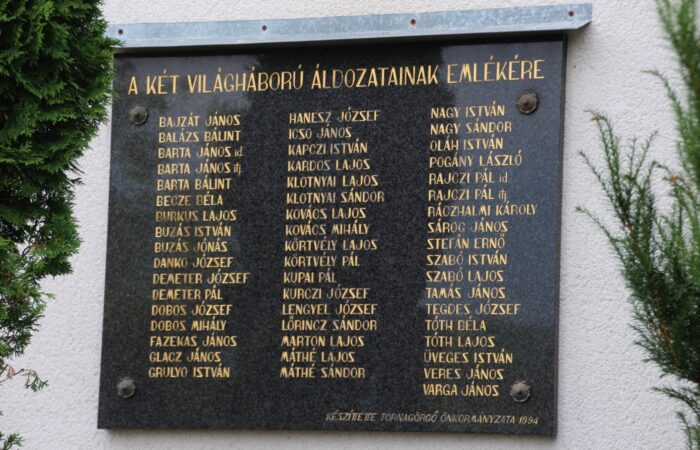 A KÉT VILÁGHÁBORÚ ÁLDOZATAINAK EMLÉKÉRE
BAJZÁT JÁNOS
BALÁZS BÁLINT
BARTA JÁNOS id.
BARTA JÁNOS ifj.
BARTA BÁLINT
BECZE BÉLA
BURKUS LAJOS
BUZÁS ISTVÁN
BUZÁS JÓNÁS
DANKÓ JÓZSEF
DEMETER JÓZSEF
DEMETER PÁL
DOBOS JÓZSEF
DOBOS MIHÁLY
FAZEKAS JÁNOS
GLACZ JÁNOS
GRULYO ISTVÁN
HANESZ JÓZSEF
ICSO JÁNOS
KAPCZI ISTVÁN
KARDOS LAJOS
KLOTNYAI LAJOS
KLOTNYAI SÁNDOR
KOVÁCS LAJOS
KOVÁCS MIHÁLY
KÖRTVÉLY LAJOS
KÖRTVÉLY PÁL
KUPAI PÁL
KURCZI JÓZSEF
LENGYEL JÓZSEF
LŐRINCZ SÁNDOR
MARTON LAJOS
MÁTHÉ LAJOS
MÁTHÉ SÁNDOR
NAGY ISTVÁN
NAGY SÁNDOR
OLÁH ISTVÁN
POGÁNY LÁSZLÓ
RAJCZI PÁL id.
RAJCZI PÁL ifj.
RÁCZHALMI KÁROLY
SÁROG JÁNOS
STEFÁN ERNŐ
SZABÓ ISTVÁN
SZABÓ LAJOS
TAMÁS JÁNOS
TEGDES JÓZSEF
TÓTH BÉLA
TÓTH LAJOS
ÜVEGES ISTVÁN
VERES JÁNOS
VARGA JÁNOS
KÉSZÍTETTE TORNAGÖRGŐ ÖNKORMÁNYZATA 1994